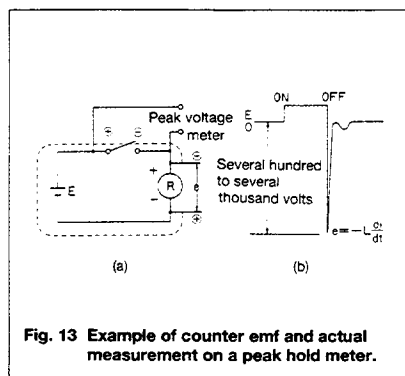 Peak voltage
meter
⊕ ⊖
E
+
R
−
⊖
e
⊕
(a)
ON OFF
E
O
Several hundred
to several
thousand volts
e=−L di/dt
(b)
Fig. 13 Example of counter emf and actual
measurement on a peak hold meter.